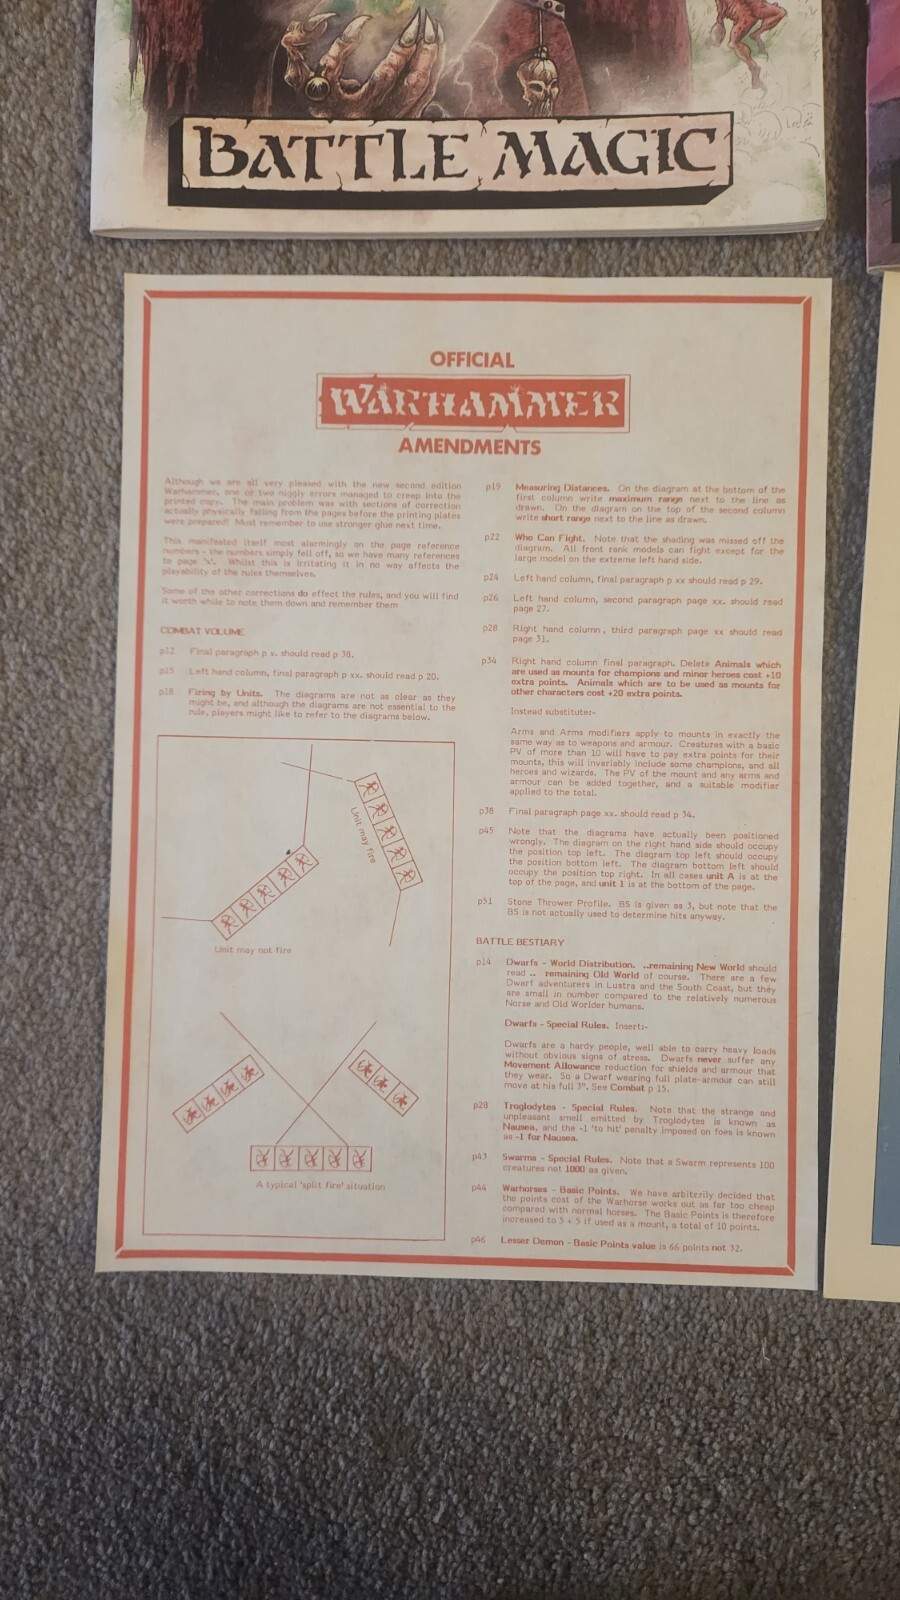 BATTLE MAGIC
OFFICIAL
WARHAMMER
AMENDMENTS
Although we are all very pleased with the new second edition
Warhammer, one or two niggly errors managed to creep into the
printed copy. The main problem was with sections of correction
actually physically falling from the pages before the printing plates
were prepared! Must remember to use stronger glue next time.
This manifested itself most alarmingly on the page reference
numbers - the numbers simply fell off, so we have many references
to page 'x'. Whilst this is irritating it in no way affects the
playability of the rules themselves.
Some of the other corrections do effect the rules, and you will find
it worth while to note them down and remember them
COMBAT VOLUME
p12 Final paragraph p x. should read p 38.
p15 Left hand column, final paragraph p xx. should read p 20.
p18 Firing by Units. The diagrams are not as clear as they
might be, and although the diagrams are not essential to the
rule, players might like to refer to the diagrams below.
Unit may fire
Unit may not fire
A typical 'split fire' situation
p19 Measuring Distances. On the diagram at the bottom of the
first column write maximum range next to the line as
drawn. On the diagram on the top of the second column
write short range next to the line as drawn.
p22 Who Can Fight. Note that the shading was missed off the
diagram. All front rank models can fight except for the
large model on the extreme left hand side.
p24 Left hand column, final paragraph p xx should read p 29.
p26 Left hand column, second paragraph page xx. should read
page 27.
p28 Right hand column, third paragraph page xx should read
page 31.
p34 Right hand column final paragraph. Delete Animals which
are used as mounts for champions and minor heroes cost +10
extra points. Animals which are to be used as mounts for
other characters cost +20 extra points.
Instead substitute:-
Arms and Arms modifiers apply to mounts in exactly the
same way as to weapons and armour. Creatures with a basic
PV of more than 10 will have to pay extra points for their
mounts, this will invariably include some champions, and all
heroes and wizards. The PV of the mount and any arms and
armour can be added together, and a suitable modifier
applied to the total.
p38 Final paragraph page xx. should read p 34.
p45 Note that the diagrams have actually been positioned
wrongly. The diagram on the right hand side should occupy
the position top left. The diagram top left should occupy
the position bottom left. The diagram bottom left should
occupy the position top right. In all cases unit A is at the
top of the page, and unit 1 is at the bottom of the page.
p51 Stone Thrower Profile. BS is given as 3, but note that the
BS is not actually used to determine hits anyway.
BATTLE BESTIARY
p14 Dwarfs - World Distribution. ..remaining New World should
read .. remaining Old World of course. There are a few
Dwarf adventurers in Lustra and the South Coast, but they
are small in number compared to the relatively numerous
Norse and Old Worlder humans.
Dwarfs - Special Rules. Insert:-
Dwarfs are a hardy people, well able to carry heavy loads
without obvious signs of stress. Dwarfs never suffer any
Movement Allowance reduction for shields and armour that
they wear. So a Dwarf wearing full plate-armour can still
move at his full 3". See Combat p 15.
p28 Troglodytes - Special Rules. Note that the strange and
unpleasant smell emitted by Troglodytes is known as
Nausea, and the -1 'to hit' penalty imposed on foes is known
as -1 for Nausea.
p43 Swarms - Special Rules. Note that a Swarm represents 100
creatures not 1000 as given.
p44 Warhorses - Basic Points. We have arbiterily decided that
the points cost of the Warhorse works out as far too cheap
compared with normal horses. The Basic Points is therefore
increased to 5 + 5 if used as a mount, a total of 10 points.
p46 Lesser Demon - Basic Points value is 66 points not 32.